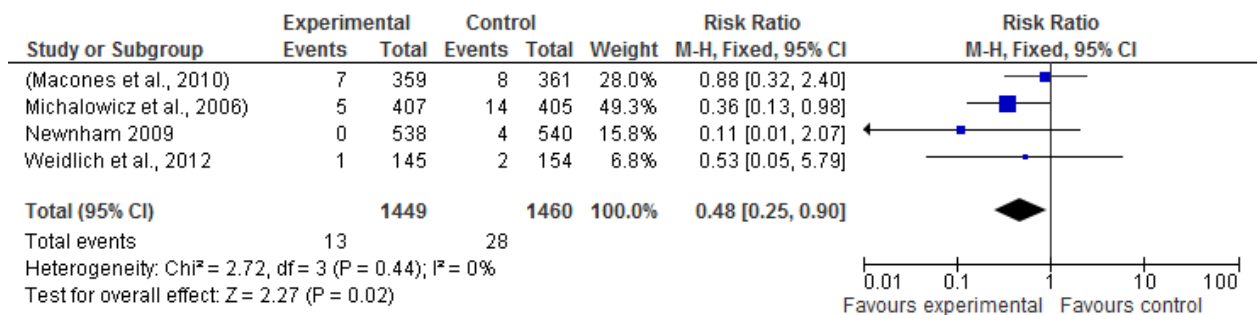 Experimental Control Risk Ratio Risk Ratio
Study or Subgroup Events Total Events Total Weight M-H, Fixed, 95% CI M-H, Fixed, 95% CI
(Macones et al., 2010) 7 359 8 361 28.0% 0.88 [0.32, 2.40]
Michalowicz et al., 2006) 5 407 14 405 49.3% 0.36 [0.13, 0.98]
Newnham 2009 0 538 4 540 15.8% 0.11 [0.01, 2.07]
Weidlich et al., 2012 1 145 2 154 6.8% 0.53 [0.05, 5.79]
Total (95% CI) 1449 1460 100.0% 0.48 [0.25, 0.90]
Total events 13 28
Heterogeneity: Chi² = 2.72, df = 3 (P = 0.44); I² = 0%
Test for overall effect: Z = 2.27 (P = 0.02)
0.01 0.1 1 10 100
Favours experimental Favours control